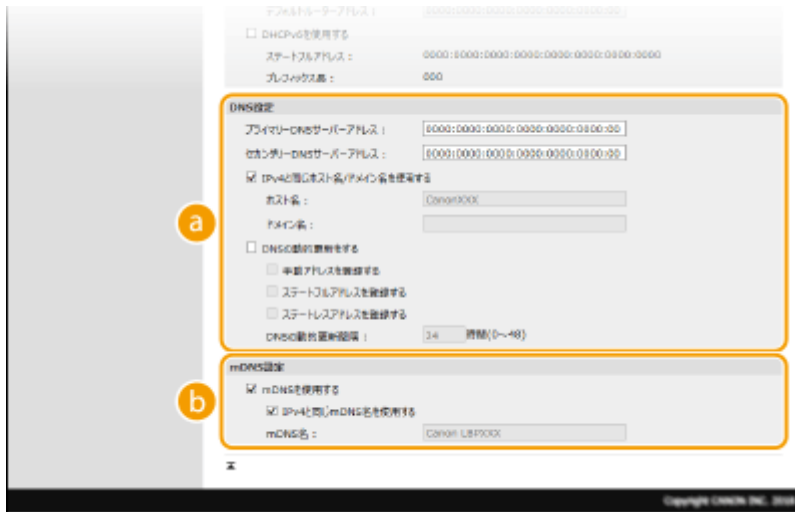 デフォルトルーターアドレス： 0000:0000:0000:0000:0000:0000:00
DHCPv6を使用する
ステートフルアドレス： 0000:0000:0000:0000:0000:0000:0000:0000
プレフィックス長： 000
DNS設定
プライマリーDNSサーバーアドレス： 0000:0000:0000:0000:0000:0000:00
セカンダリーDNSサーバーアドレス： 0000:0000:0000:0000:0000:0000:00
IPv4と同じホスト名/ドメイン名を使用する
ホスト名： CanonXXX
ドメイン名：
a
DNSの動的更新をする
手動アドレスを登録する
ステートフルアドレスを登録する
ステートレスアドレスを登録する
DNSの動的更新間隔： 24 時間(0～48)
mDNS設定
mDNSを使用する
b
IPv4と同じmDNS名を使用する
mDNS名： Canon LBPXXX
Copyright CANON INC. 2018